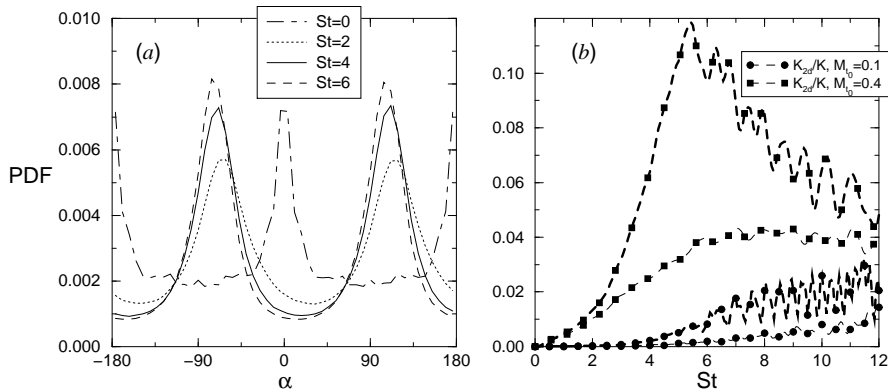 (a)
St=0
St=2
St=4
St=6
PDF
0.010
0.008
0.006
0.004
0.002
0.000
−180 −90 0 90 180
α
(b)
K2d/K, Mt0=0.1
K2d/K, Mt0=0.4
0.10
0.08
0.06
0.04
0.02
0.00
0 2 4 6 8 10 12
St